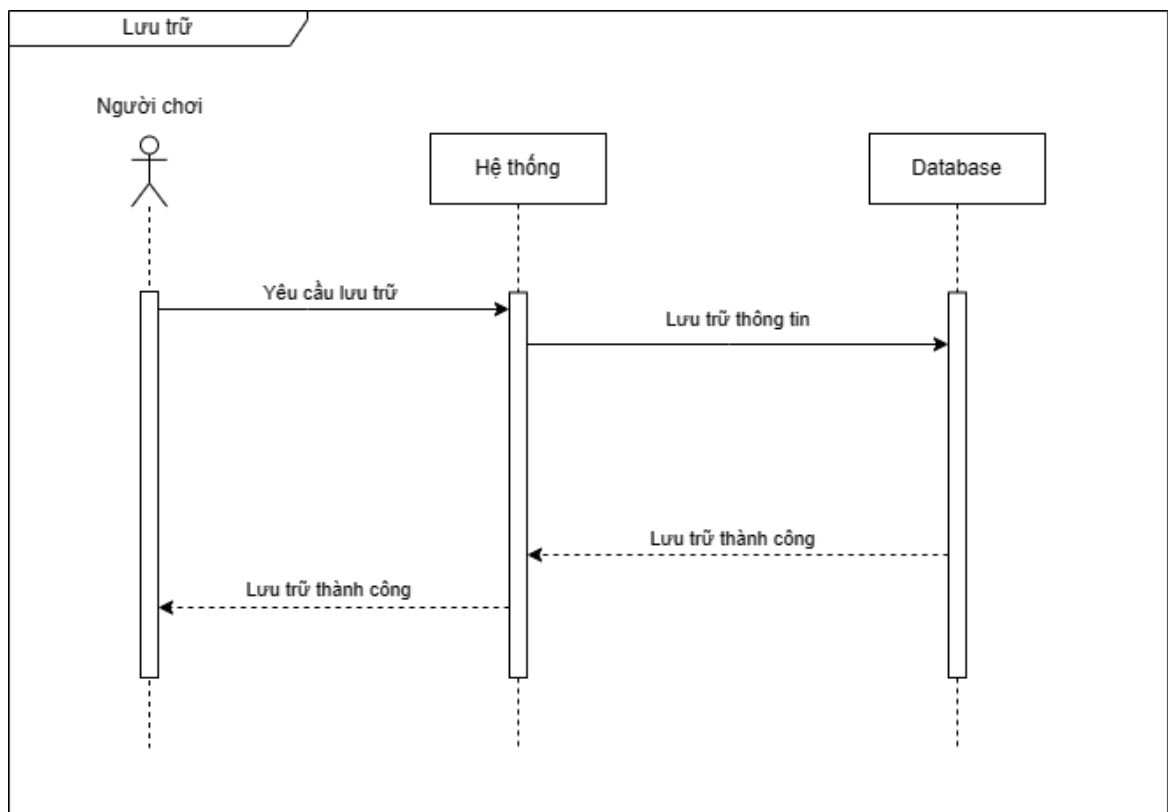 Lưu trữ
Người chơi
Hệ thống
Database
Yêu cầu lưu trữ
Lưu trữ thông tin
Lưu trữ thành công
Lưu trữ thành công